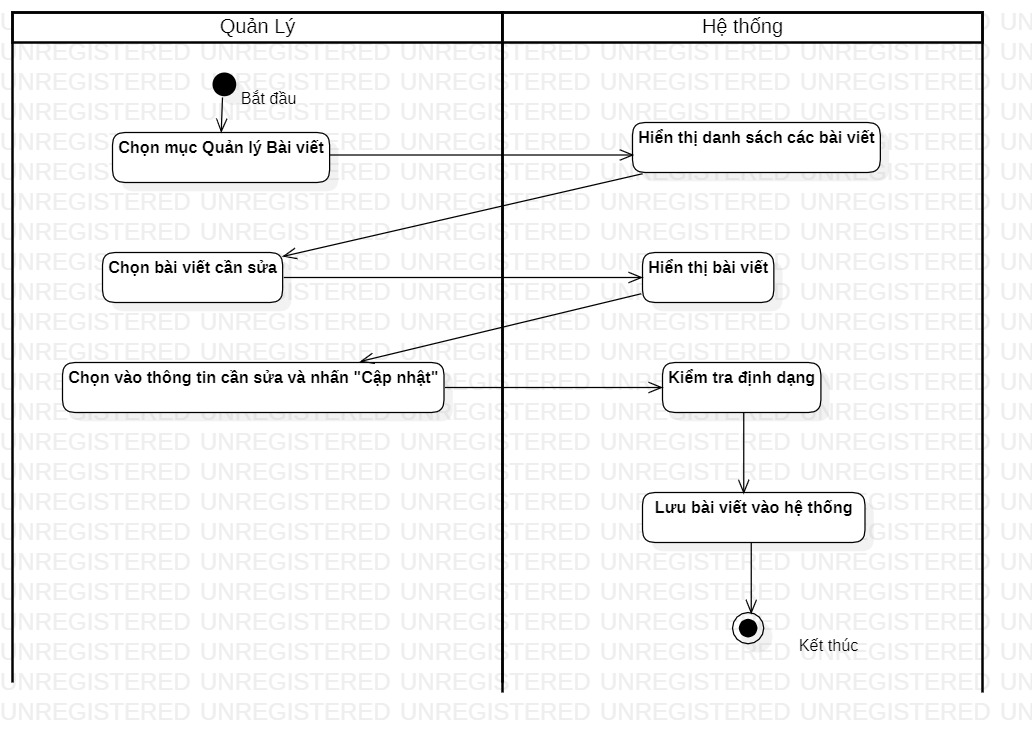 Quản Lý
Hệ thống
Bắt đầu
Chọn mục Quản lý Bài viết
Hiển thị danh sách các bài viết
Chọn bài viết cần sửa
Hiển thị bài viết
Chọn vào thông tin cần sửa và nhấn "Cập nhật"
Kiểm tra định dạng
Lưu bài viết vào hệ thống
Kết thúc
UNREGISTERED